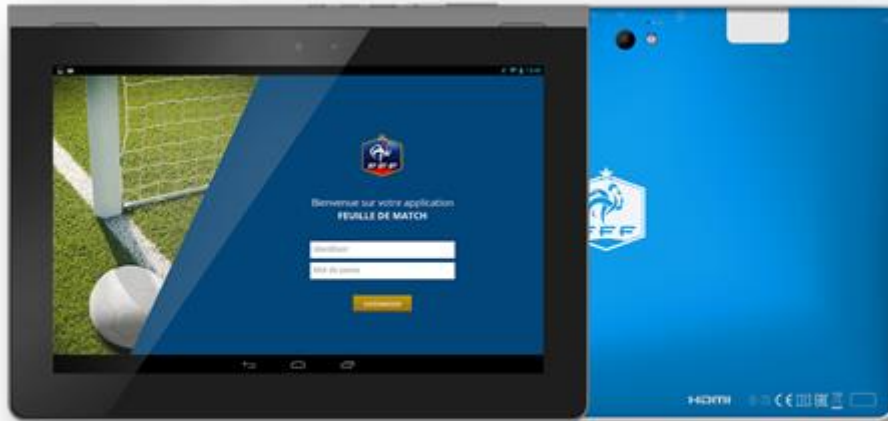 FFF
Bienvenue sur votre application
FEUILLE DE MATCH
Identifiant
Mot de passe
FFF
HDMI
CE